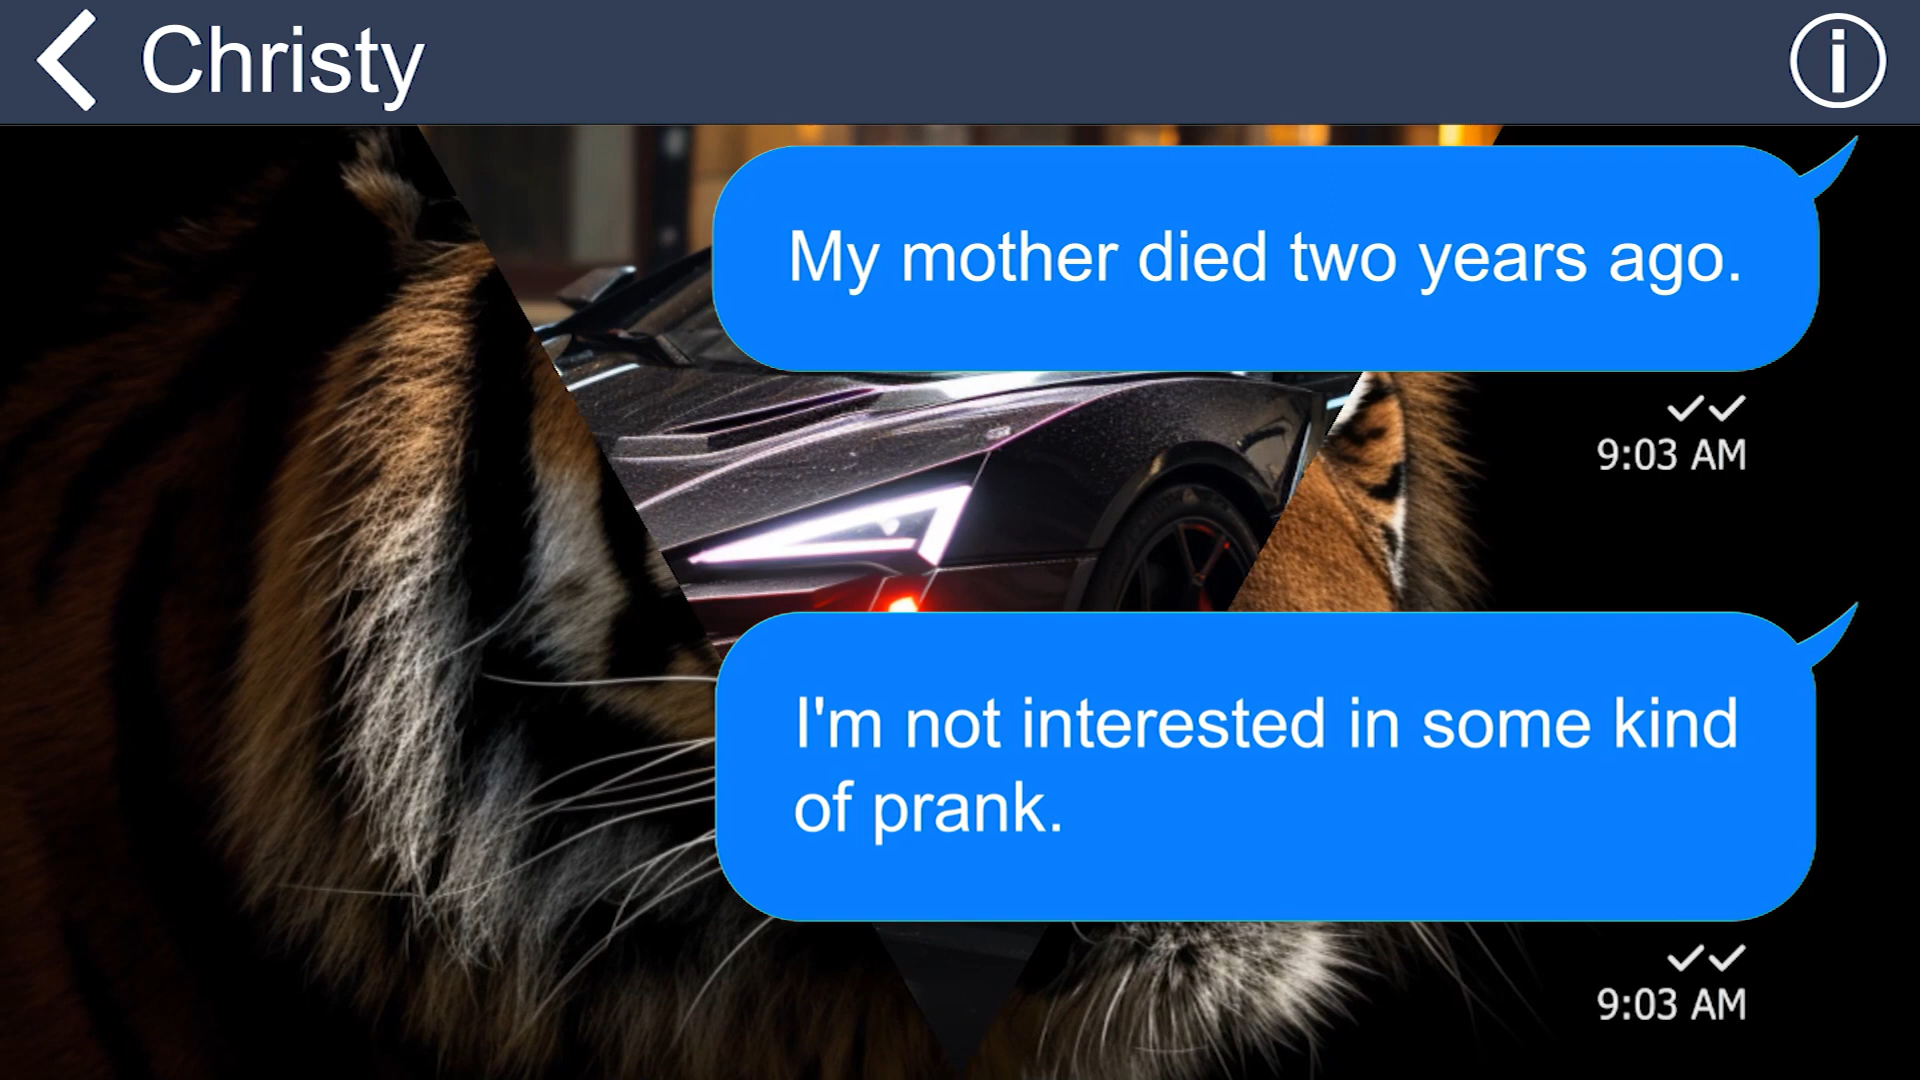 Christy
My mother died two years ago.
9:03 AM
I'm not interested in some kind
of prank.
9:03 AM